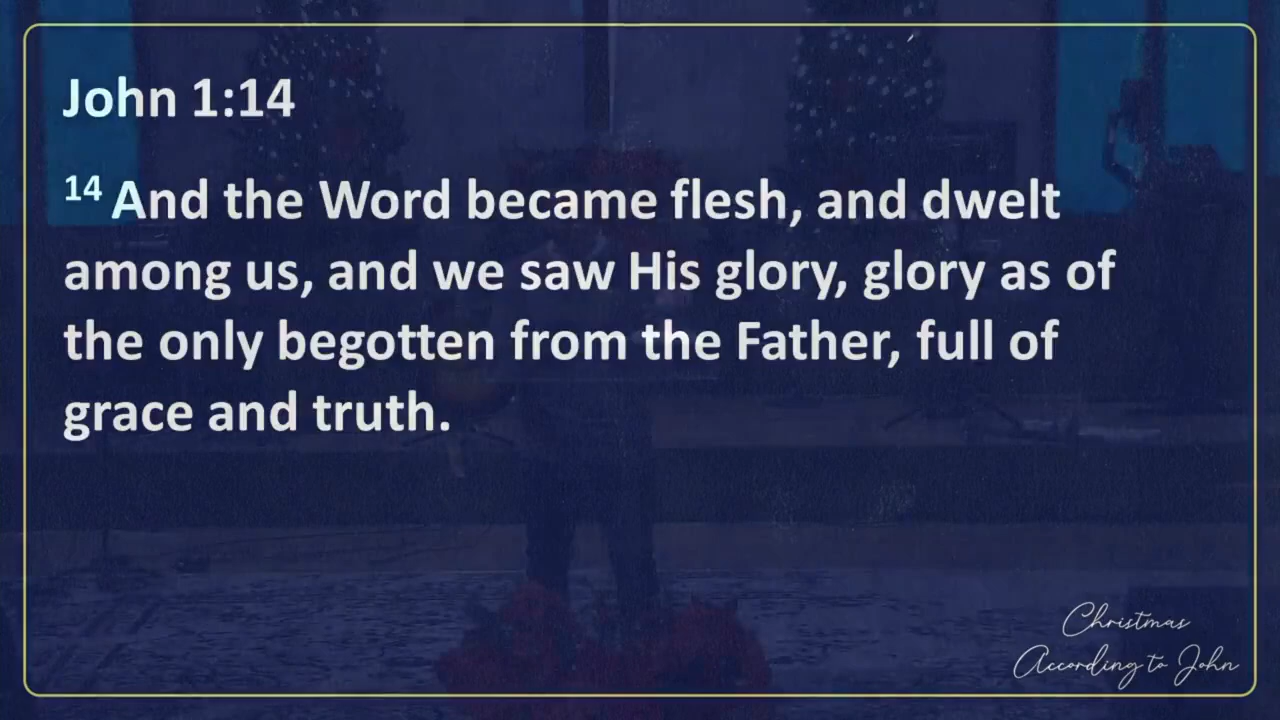 John 1:14
14 And the Word became flesh, and dwelt
among us, and we saw His glory, glory as of
the only begotten from the Father, full of
grace and truth.
Christmas
According to John